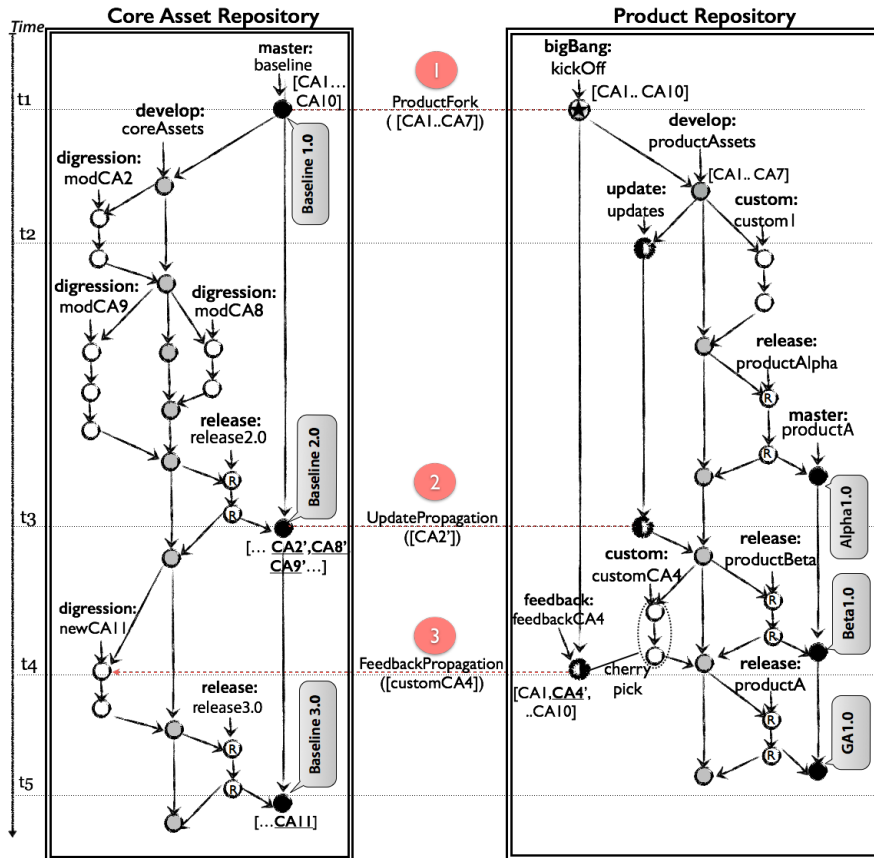 Core Asset Repository
Product Repository
Time
master:
baseline
[CA1...
CA10]
1
ProductFork
( [CA1..CA7])
bigBang:
kickOff
[CA1.. CA10]
t1
develop:
coreAssets
Baseline 1.0
develop:
productAssets
[CA1.. CA7]
digression:
modCA2
update:
updates
custom:
custom1
t2
digression:
modCA9
digression:
modCA8
release:
productAlpha
R
release:
release2.0
Baseline 2.0
master:
productA
R
R
R
2
UpdatePropagation
([CA2'])
Alpha1.0
t3
[... CA2',CA8'
CA9'...]
custom:
customCA4
release:
productBeta
R
R
Beta1.0
digression:
newCA11
feedback:
feedbackCA4
3
FeedbackPropagation
([customCA4])
cherry
pick
t4
[CA1,CA4',
..CA10]
release:
productA
R
R
GA1.0
release:
release3.0
R
R
Baseline 3.0
t5
[...CA11]